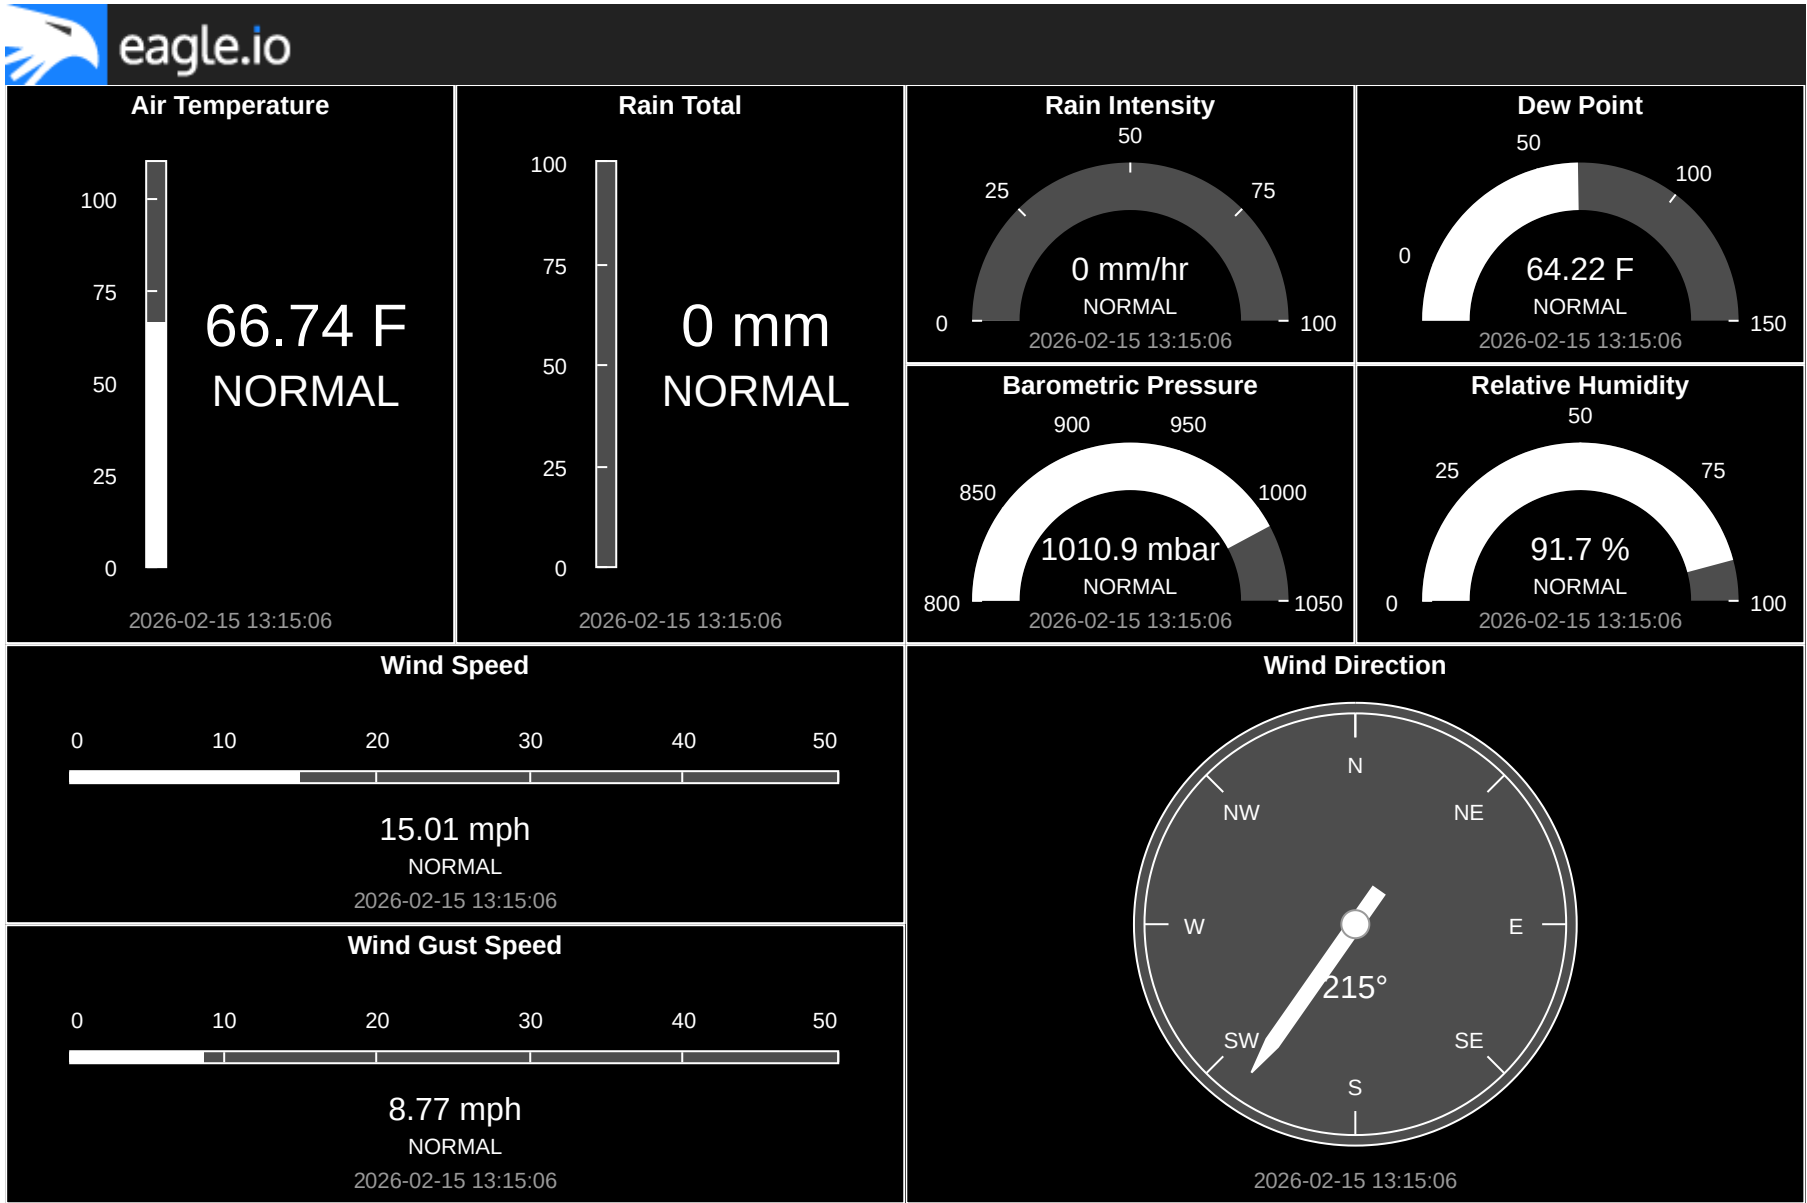 eagle.io
Air Temperature
100
75
50
25
0
66.74 F
NORMAL
2026-02-15 13:15:06
Rain Total
100
75
50
25
0
0 mm
NORMAL
2026-02-15 13:15:06
Rain Intensity
50
25
75
0
100
0 mm/hr
NORMAL
2026-02-15 13:15:06
Dew Point
50
100
0
150
64.22 F
NORMAL
2026-02-15 13:15:06
Barometric Pressure
900
950
850
1000
800
1050
1010.9 mbar
NORMAL
2026-02-15 13:15:06
Relative Humidity
50
25
75
0
100
91.7 %
NORMAL
2026-02-15 13:15:06
Wind Speed
0 10 20 30 40 50
15.01 mph
NORMAL
2026-02-15 13:15:06
Wind Gust Speed
0 10 20 30 40 50
8.77 mph
NORMAL
2026-02-15 13:15:06
Wind Direction
N
NW
NE
W
E
215°
SW
SE
S
2026-02-15 13:15:06